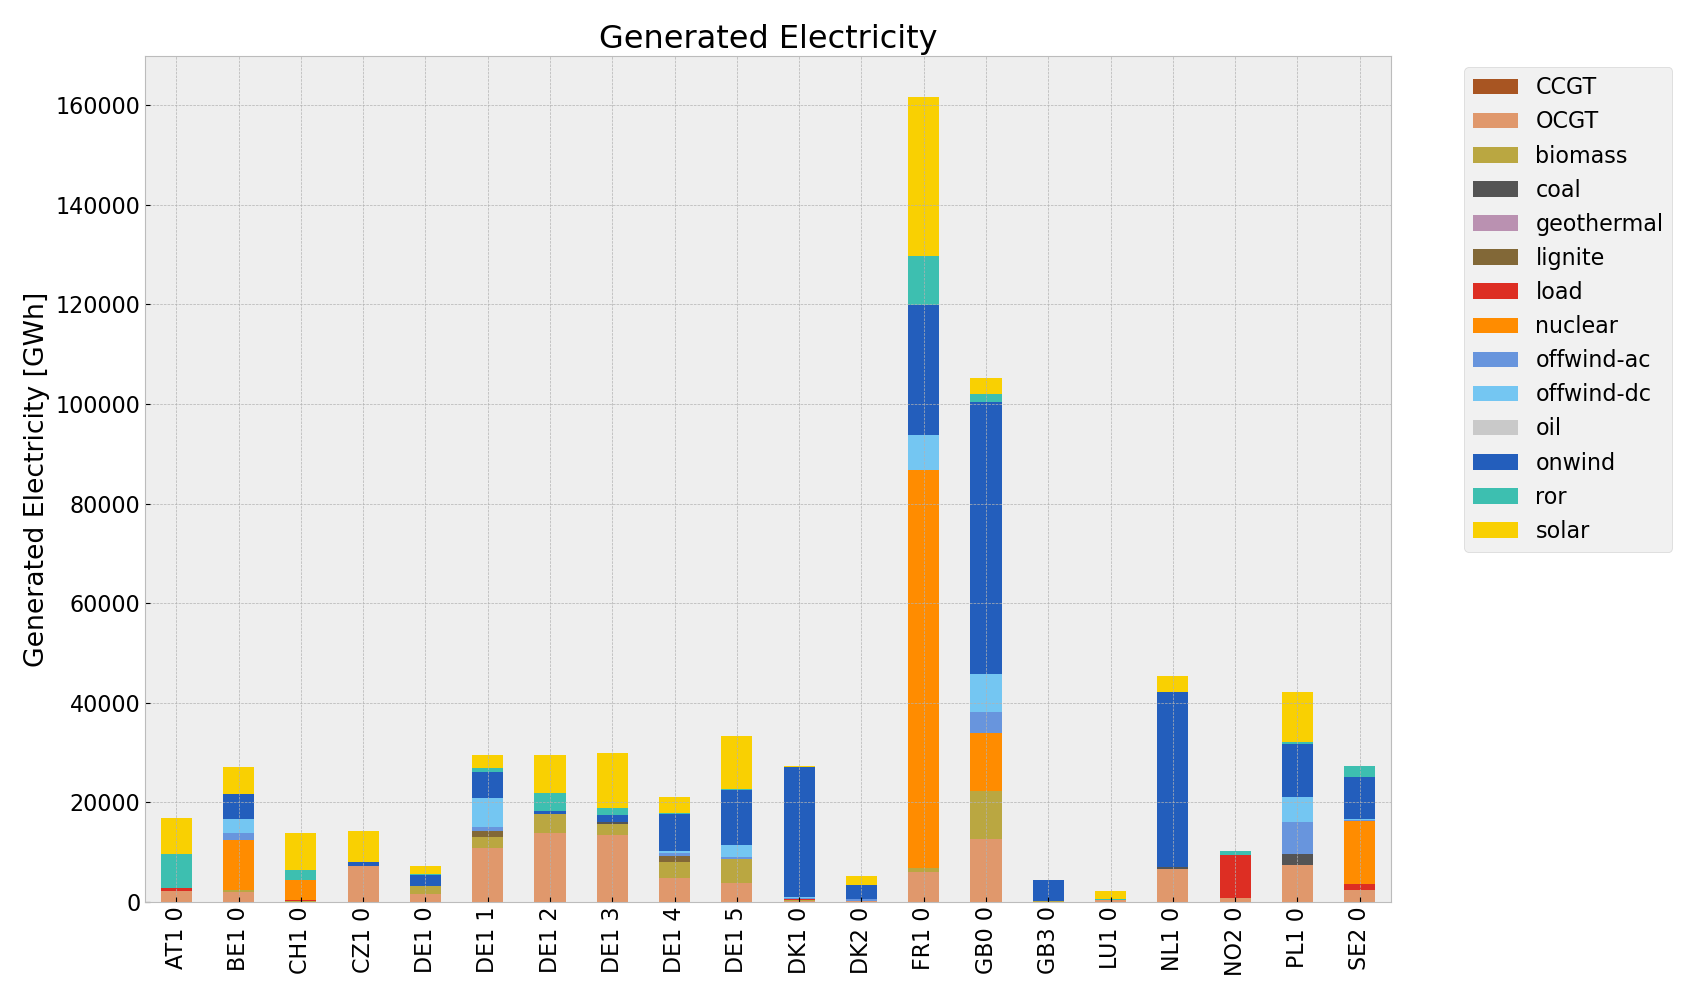 Generated Electricity
Generated Electricity [GWh]
160000
140000
120000
100000
80000
60000
40000
20000
0
AT1 0
BE1 0
CH1 0
CZ1 0
DE1 0
DE1 1
DE1 2
DE1 3
DE1 4
DE1 5
DK1 0
DK2 0
FR1 0
GB0 0
GB3 0
LU1 0
NL1 0
NO2 0
PL1 0
SE2 0
CCGT
OCGT
biomass
coal
geothermal
lignite
load
nuclear
offwind-ac
offwind-dc
oil
onwind
ror
solar